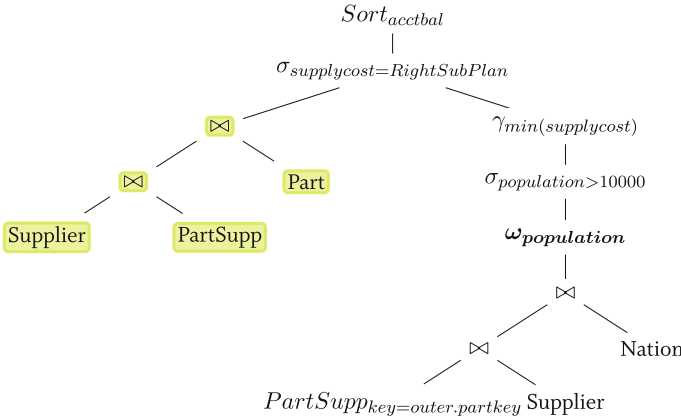 Sort_acctbal
σ_supplycost=RightSubPlan
⋈
γ_min(supplycost)
⋈
Part
σ_population>10000
Supplier
PartSupp
ω_population
⋈
⋈
Nation
PartSupp_key=outer.partkey
Supplier